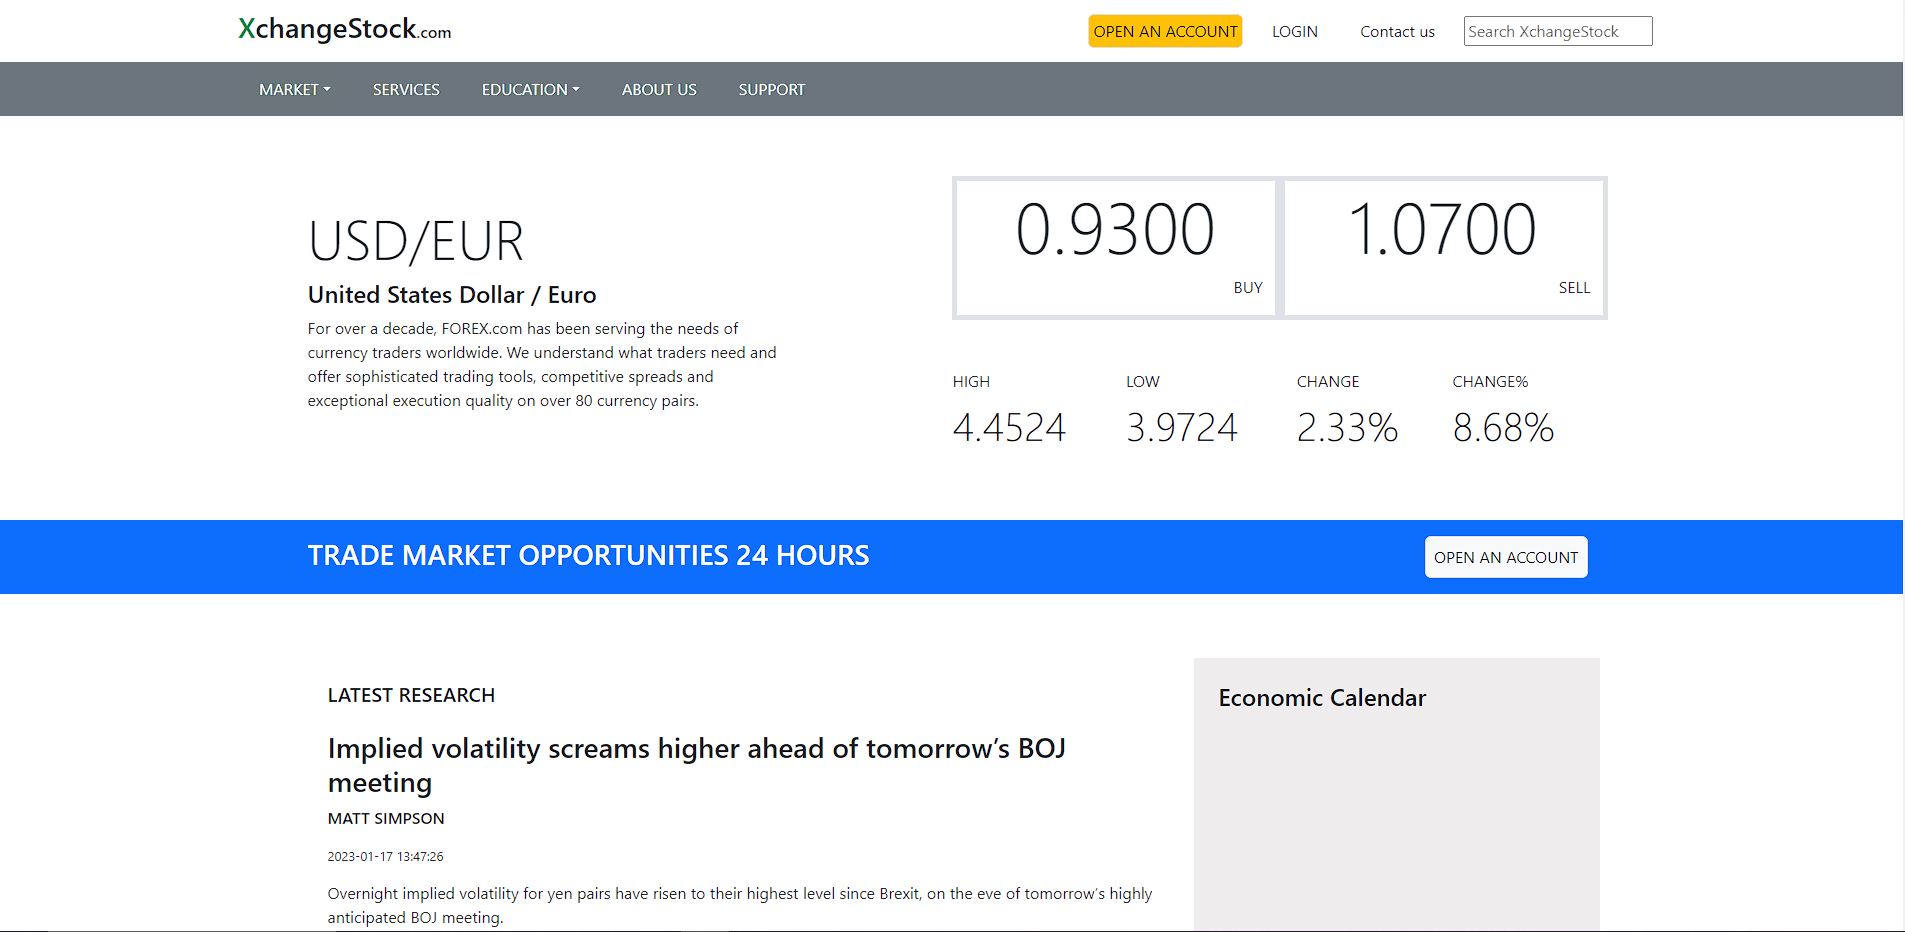 XchangeStock.com
OPEN AN ACCOUNT LOGIN Contact us Search XchangeStock
MARKET SERVICES EDUCATION ABOUT US SUPPORT
USD/EUR
United States Dollar / Euro
For over a decade, FOREX.com has been serving the needs of
currency traders worldwide. We understand what traders need and
offer sophisticated trading tools, competitive spreads and
exceptional execution quality on over 80 currency pairs.
0.9300 1.0700
BUY SELL
HIGH LOW CHANGE CHANGE%
4.4524 3.9724 2.33% 8.68%
TRADE MARKET OPPORTUNITIES 24 HOURS OPEN AN ACCOUNT
LATEST RESEARCH
Implied volatility screams higher ahead of tomorrow’s BOJ
meeting
MATT SIMPSON
2023-01-17 13:47:26
Overnight implied volatility for yen pairs have risen to their highest level since Brexit, on the eve of tomorrow’s highly
anticipated BOJ meeting.
Economic Calendar